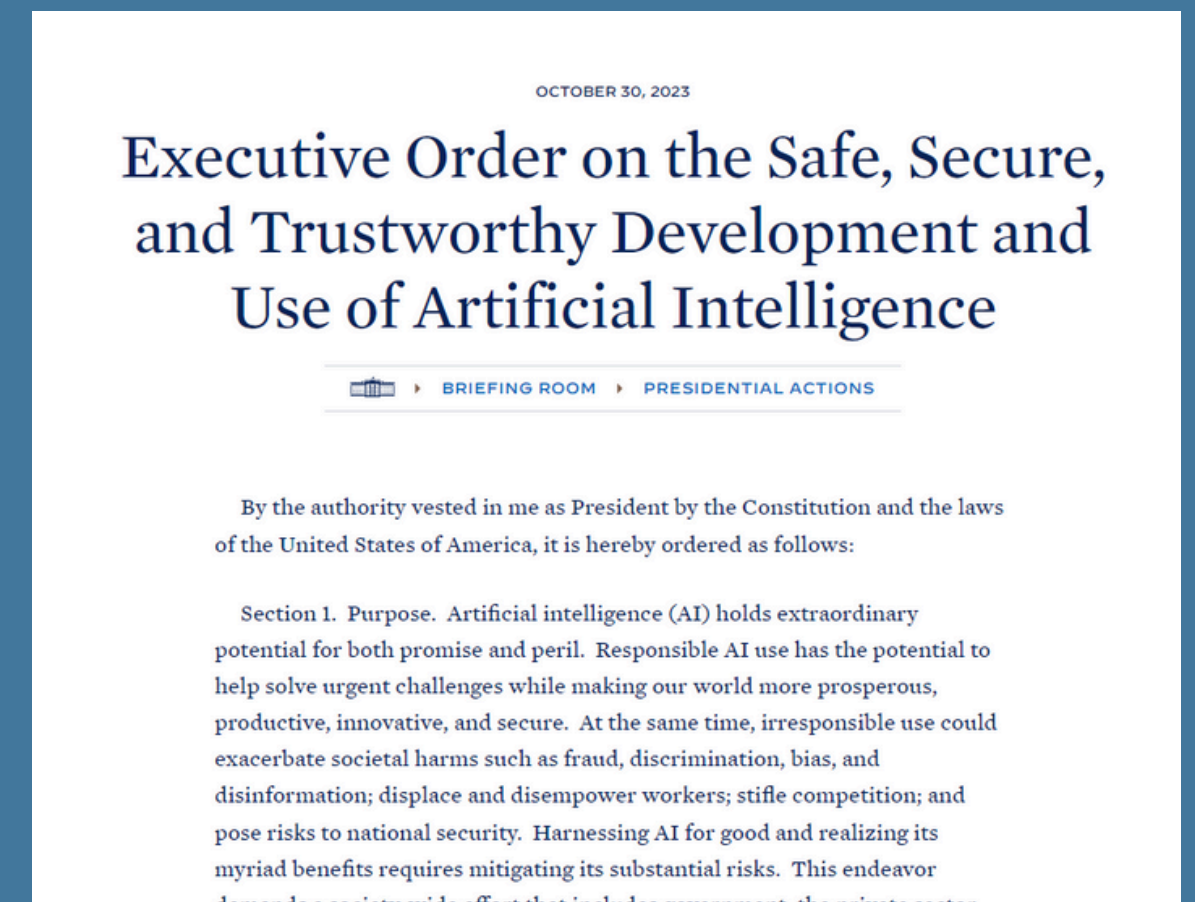 OCTOBER 30, 2023
Executive Order on the Safe, Secure,
and Trustworthy Development and
Use of Artificial Intelligence
BRIEFING ROOM PRESIDENTIAL ACTIONS
By the authority vested in me as President by the Constitution and the laws
of the United States of America, it is hereby ordered as follows:
Section 1. Purpose. Artificial intelligence (AI) holds extraordinary
potential for both promise and peril. Responsible AI use has the potential to
help solve urgent challenges while making our world more prosperous,
productive, innovative, and secure. At the same time, irresponsible use could
exacerbate societal harms such as fraud, discrimination, bias, and
disinformation; displace and disempower workers; stifle competition; and
pose risks to national security. Harnessing AI for good and realizing its
myriad benefits requires mitigating its substantial risks. This endeavor